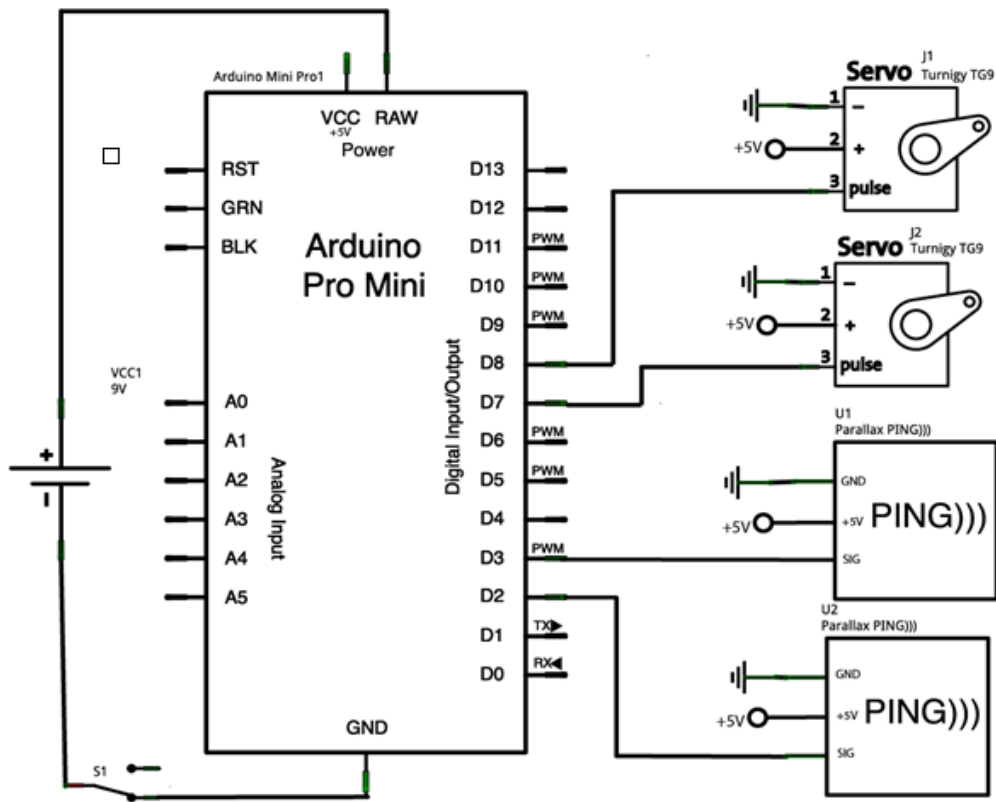 Arduino Mini Pro1
VCC RAW
+5V
Power
RST
GRN
BLK
Arduino
Pro Mini
A0
A1
A2
A3
A4
A5
Analog Input
Digital Input/Output
D13
D12
D11 PWM
D10 PWM
D9 PWM
D8
D7
D6 PWM
D5 PWM
D4
D3 PWM
D2
D1 TX
D0 RX
GND
VCC1
9V
+
-
S1
J1
Servo Turnigy TG9
1 -
+5V 2 +
3 pulse
J2
Servo Turnigy TG9
1 -
+5V 2 +
3 pulse
U1
Parallax PING)))
GND
+5V +5V PING)))
SIG
U2
Parallax PING)))
GND
+5V +5V PING)))
SIG